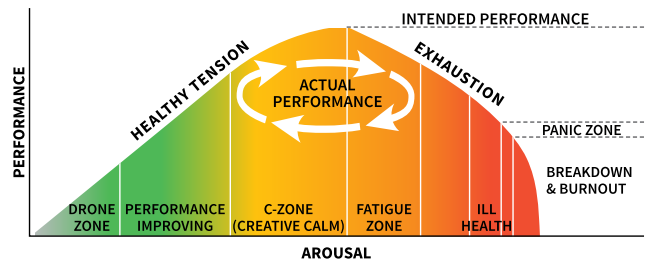 INTENDED PERFORMANCE
HEALTHY TENSION
EXHAUSTION
ACTUAL
PERFORMANCE
PERFORMANCE
PANIC ZONE
BREAKDOWN
& BURNOUT
DRONE
ZONE
PERFORMANCE
IMPROVING
C-ZONE
(CREATIVE CALM)
FATIGUE
ZONE
ILL
HEALTH
AROUSAL